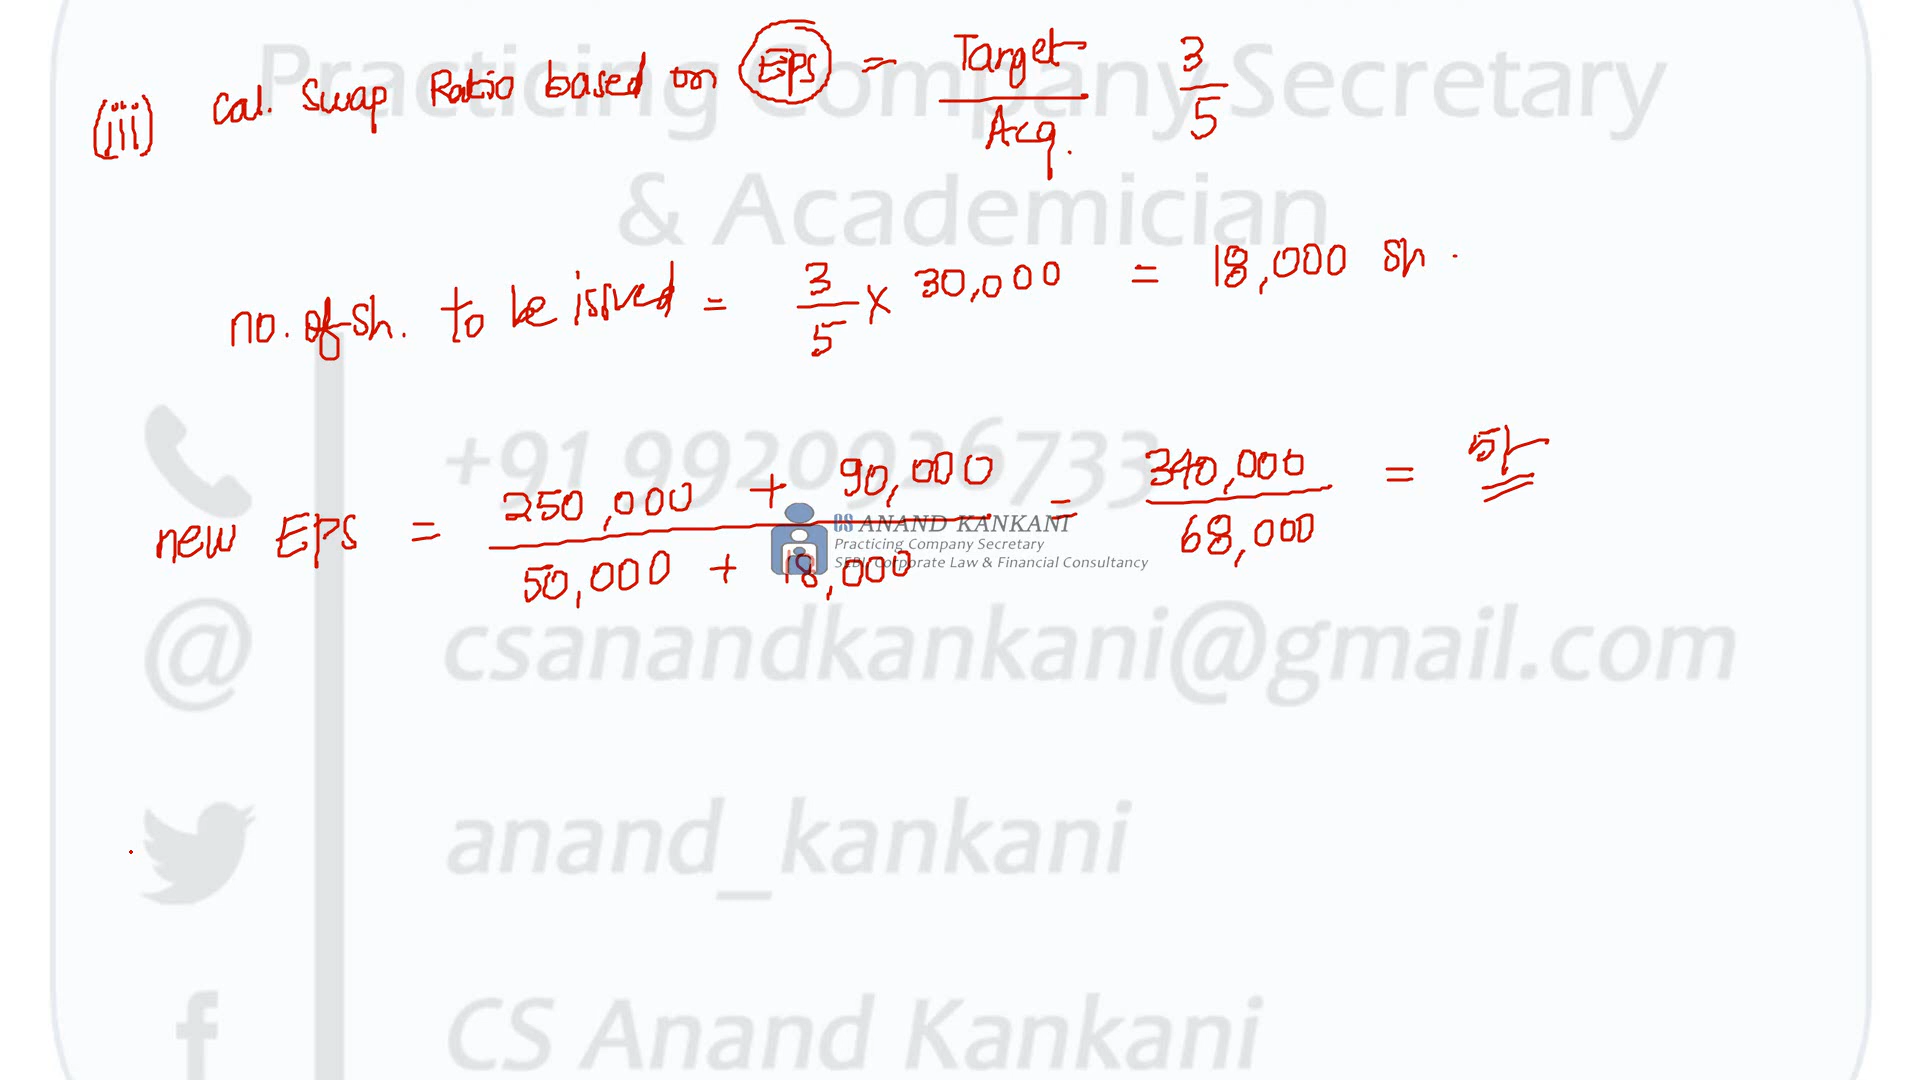 Practicing Company Secretary
& Academician
(iii) Cal. Swap Ratio based on EPS = Target / Acq. 3/5
no. of sh. to be issued = 3/5 × 30,000 = 18,000 sh.
+91 9920926733
new EPS = 250,000 + 90,000 / 50,000 + 18,000 = 340,000 / 68,000 = 5/-
CS ANAND KANKANI
Practicing Company Secretary
SEBI, Corporate Law & Financial Consultancy
@ csanandkankani@gmail.com
anand_kankani
f CS Anand Kankani